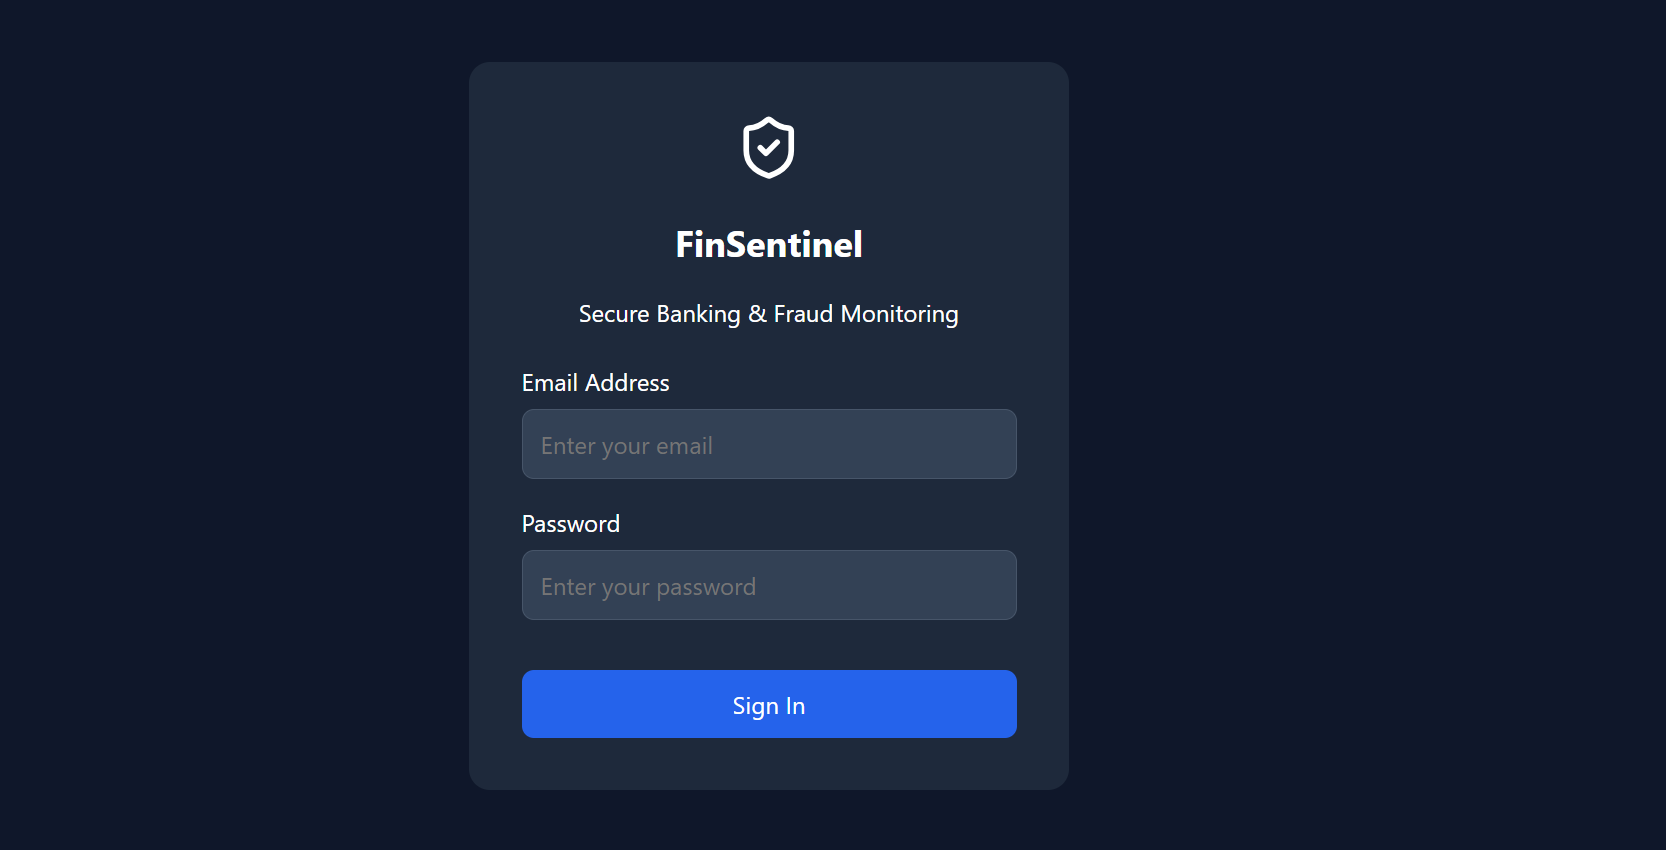 FinSentinel
Secure Banking & Fraud Monitoring
Email Address
Enter your email
Password
Enter your password
Sign In